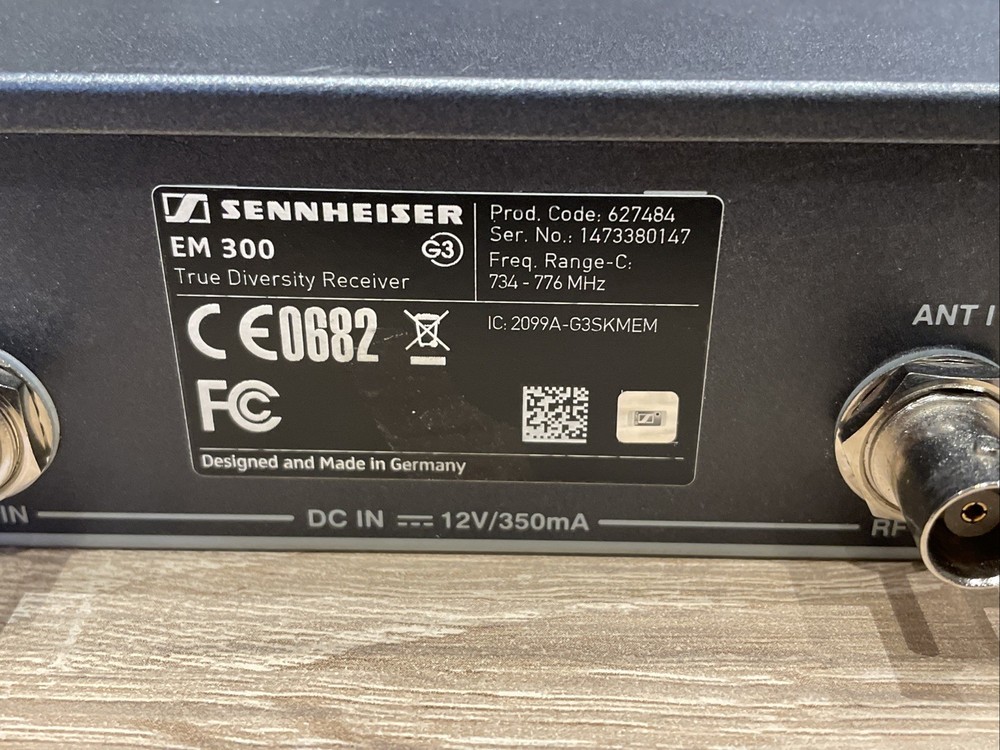 SENNHEISER
EM 300 G3
True Diversity Receiver
Prod. Code: 627484
Ser. No.: 1473380147
Freq. Range-C:
734 - 776 MHz
CE0682
IC: 2099A-G3SKMEM
FC
Designed and Made in Germany
ANT I
IN
DC IN 12V/350mA
RF